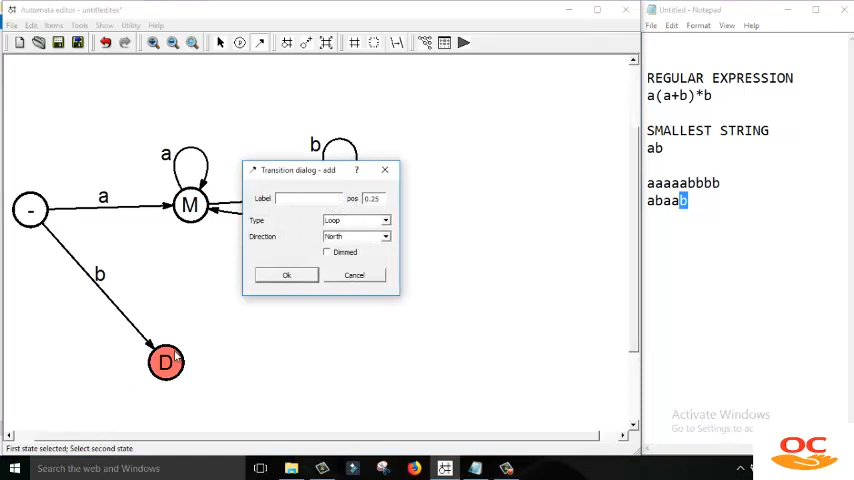 Automata editor - untitled.tex*
File Edit Items Tools Show Utility Help
a
b
-
a
M
b
D
Transition dialog - add
?
Label
pos 0.25
Type
Loop
Direction
North
Dimmed
Ok
Cancel
First state selected; Select second state
Untitled - Notepad
File Edit Format View Help
REGULAR EXPRESSION
a(a+b)*b
SMALLEST STRING
ab
aaaaabbbb
abaab
Activate Windows
Go to Settings to a
OC
Search the web and Windows